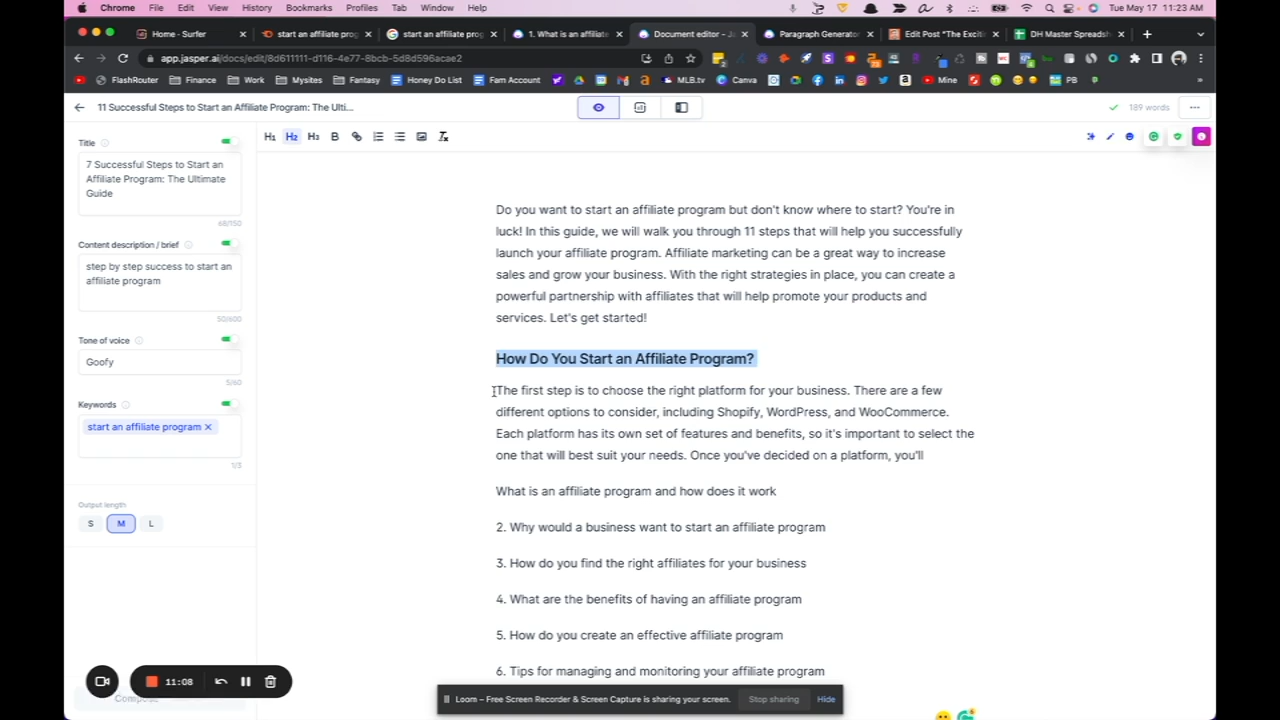 Chrome File Edit View History Bookmarks Profiles Tab Window Help Tue May 17 11:23 AM
Home - Surfer start an affiliate prog start an affiliate prog 1. What is an affiliate Document editor - Ja Paragraph Generator Edit Post "The Exciti DH Master Spreadsh
app.jasper.ai/docs/edit/8d611111-d116-4e77-8bcb-5d8d596acae2
FlashRouter Finance Work Mysites Fantasy Honey Do List Fam Account MLB.tv Canva Mine PB
11 Successful Steps to Start an Affiliate Program: The Ulti... 189 words
H1 H2 H3 B
Title
7 Successful Steps to Start an
Affiliate Program: The Ultimate
Guide
68/150
Content description / brief
step by step success to start an
affiliate program
50/600
Tone of voice
Goofy
5/60
Keywords
start an affiliate program
1/3
Output length
S M L
Do you want to start an affiliate program but don't know where to start? You're in
luck! In this guide, we will walk you through 11 steps that will help you successfully
launch your affiliate program. Affiliate marketing can be a great way to increase
sales and grow your business. With the right strategies in place, you can create a
powerful partnership with affiliates that will help promote your products and
services. Let's get started!
How Do You Start an Affiliate Program?
The first step is to choose the right platform for your business. There are a few
different options to consider, including Shopify, WordPress, and WooCommerce.
Each platform has its own set of features and benefits, so it's important to select the
one that will best suit your needs. Once you've decided on a platform, you'll
What is an affiliate program and how does it work
2. Why would a business want to start an affiliate program
3. How do you find the right affiliates for your business
4. What are the benefits of having an affiliate program
5. How do you create an effective affiliate program
6. Tips for managing and monitoring your affiliate program
11:08
Loom – Free Screen Recorder & Screen Capture is sharing your screen. Stop sharing Hide